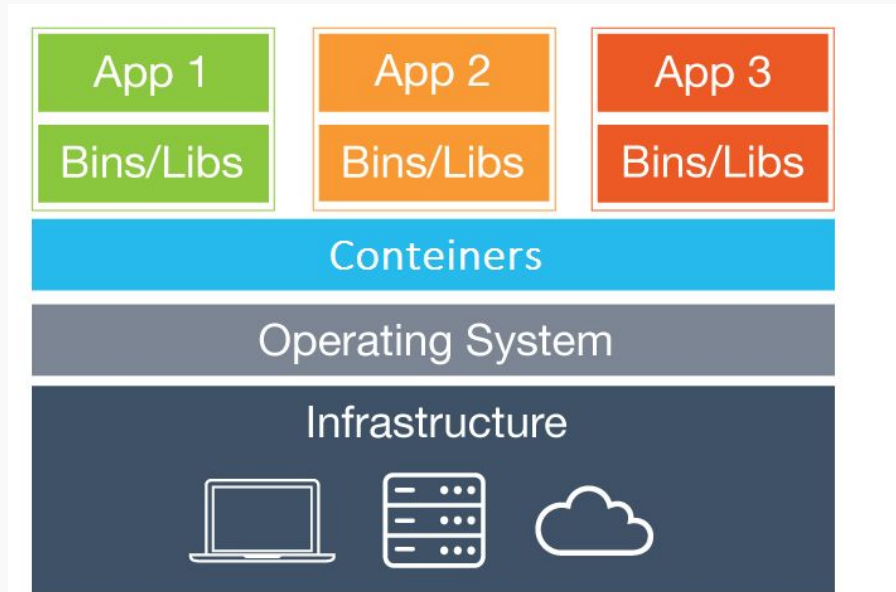 App 1
App 2
App 3
Bins/Libs
Bins/Libs
Bins/Libs
Conteiners
Operating System
Infrastructure